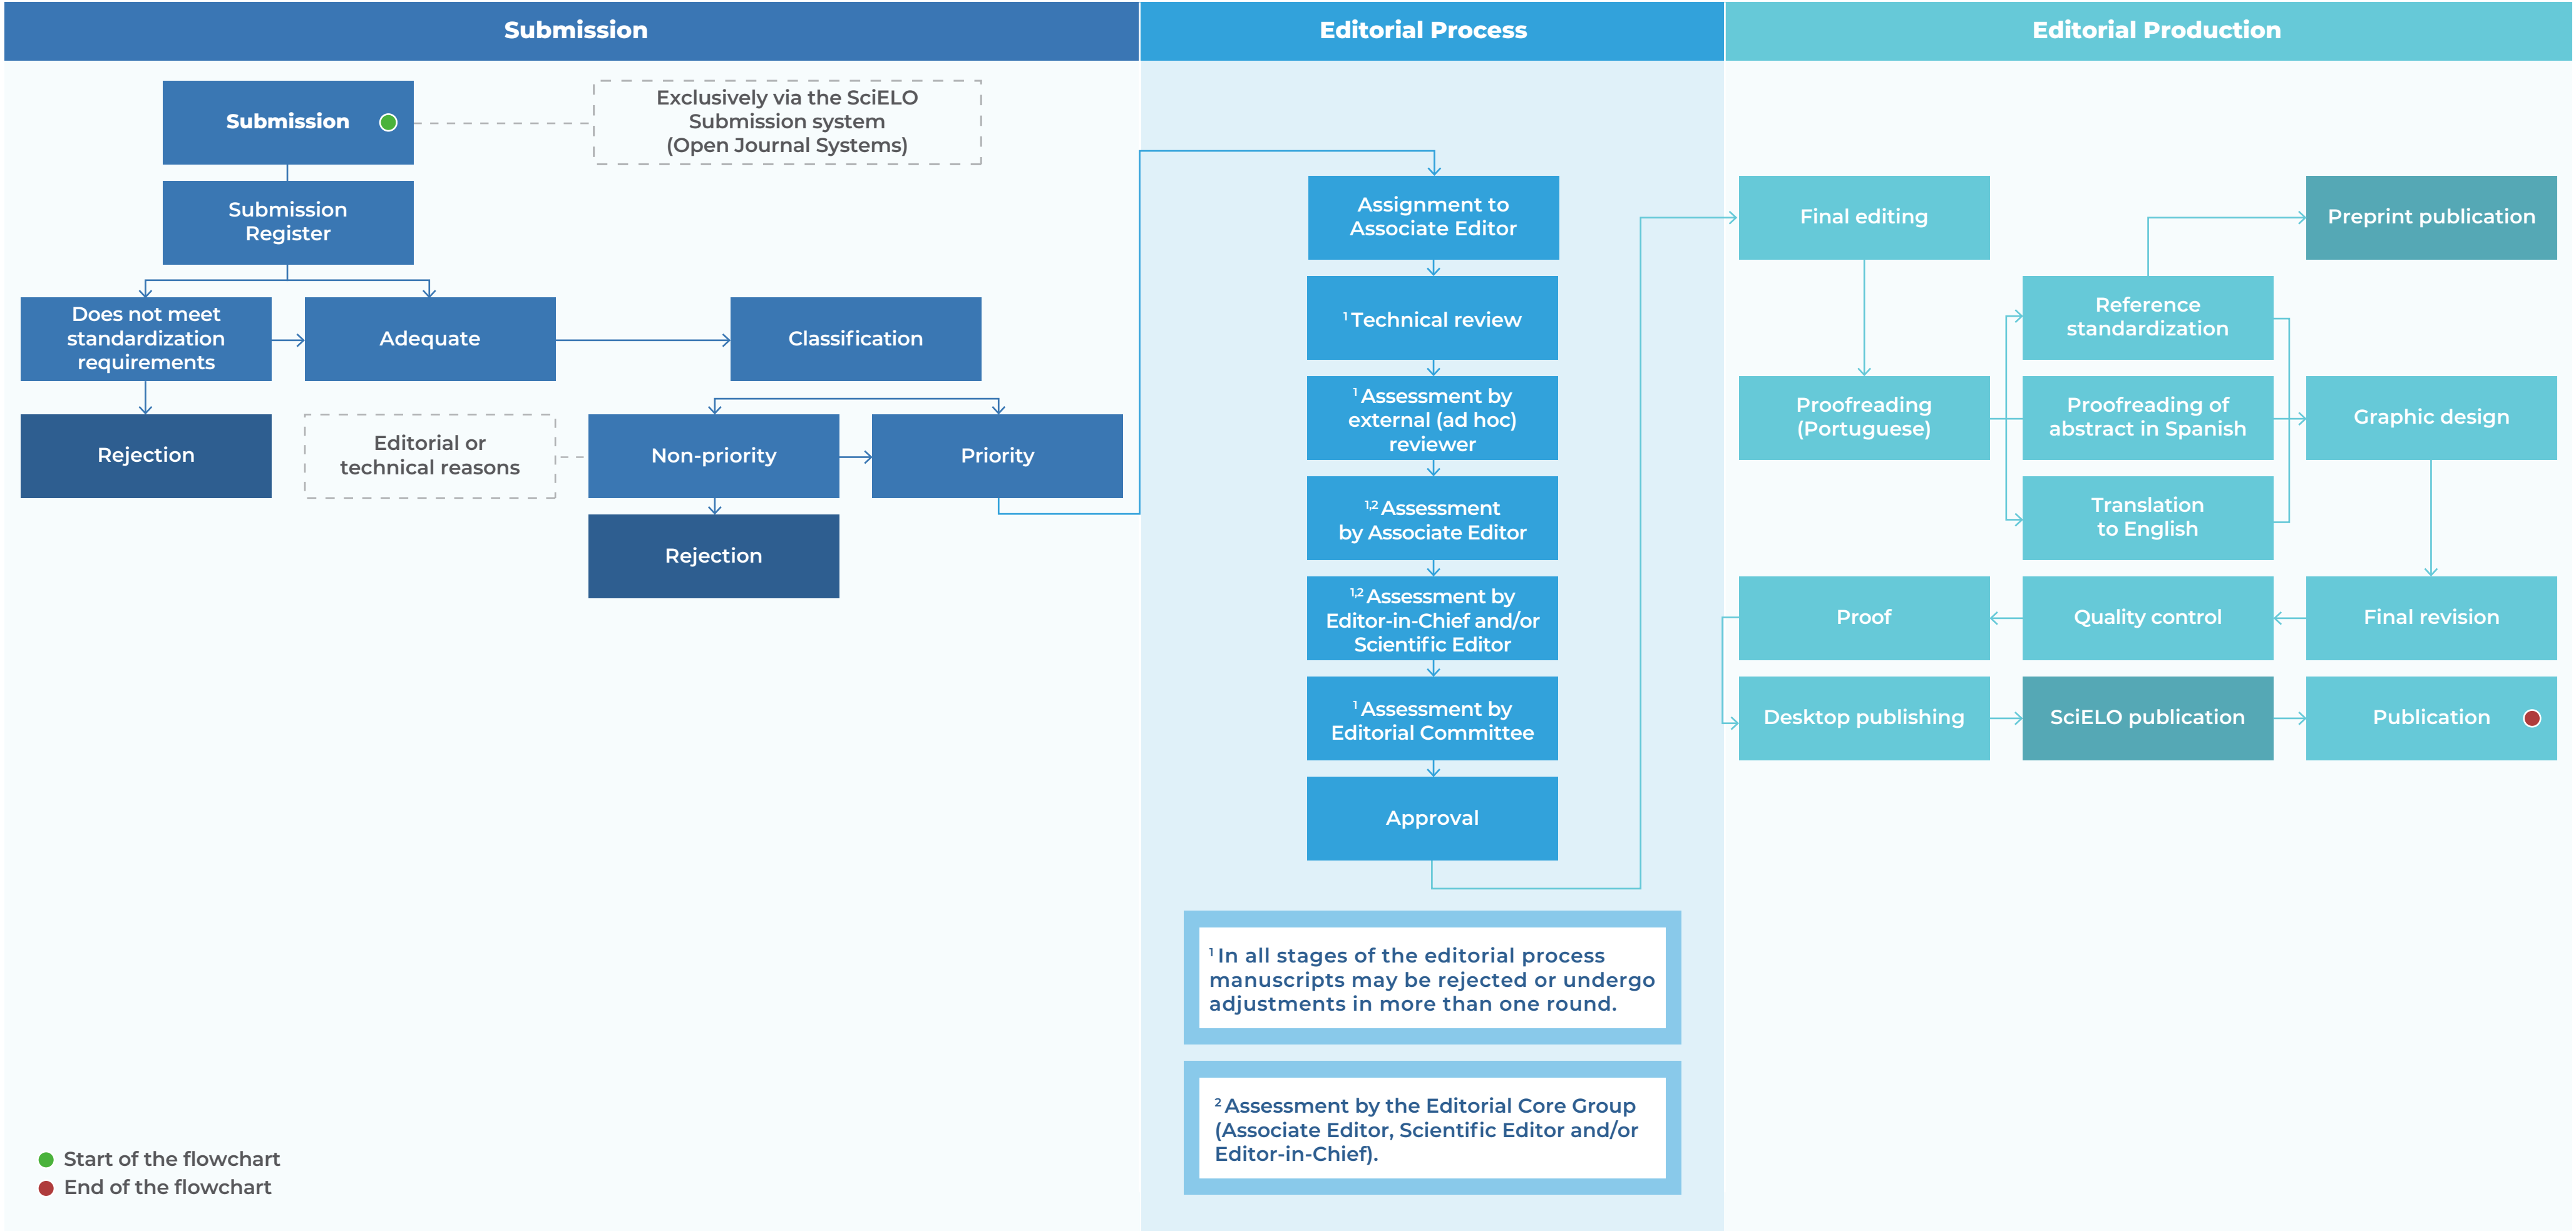 Submission
Editorial Process
Editorial Production
Submission
Exclusively via the SciELO
Submission system
(Open Journal Systems)
Submission
Register
Does not meet
standardization
requirements
Adequate
Classification
Rejection
Editorial or
technical reasons
Non-priority
Priority
Rejection
Assignment to
Associate Editor
¹ Technical review
¹ Assessment by
external (ad hoc)
reviewer
¹,² Assessment
by Associate Editor
¹,² Assessment by
Editor-in-Chief and/or
Scientific Editor
¹ Assessment by
Editorial Committee
Approval
¹ In all stages of the editorial process
manuscripts may be rejected or undergo
adjustments in more than one round.
² Assessment by the Editorial Core Group
(Associate Editor, Scientific Editor and/or
Editor-in-Chief).
Final editing
Preprint publication
Reference
standardization
Proofreading
(Portuguese)
Proofreading of
abstract in Spanish
Graphic design
Translation
to English
Proof
Quality control
Final revision
Desktop publishing
SciELO publication
Publication
Start of the flowchart
End of the flowchart